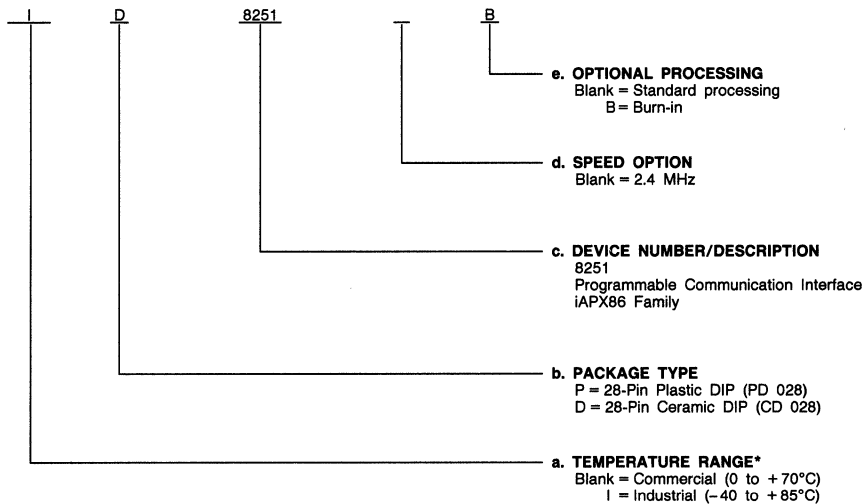 I D 8251 _ B
e. OPTIONAL PROCESSING
Blank = Standard processing
B = Burn-in
d. SPEED OPTION
Blank = 2.4 MHz
c. DEVICE NUMBER/DESCRIPTION
8251
Programmable Communication Interface
iAPX86 Family
b. PACKAGE TYPE
P = 28-Pin Plastic DIP (PD 028)
D = 28-Pin Ceramic DIP (CD 028)
a. TEMPERATURE RANGE*
Blank = Commercial (0 to +70°C)
I = Industrial (–40 to +85°C)